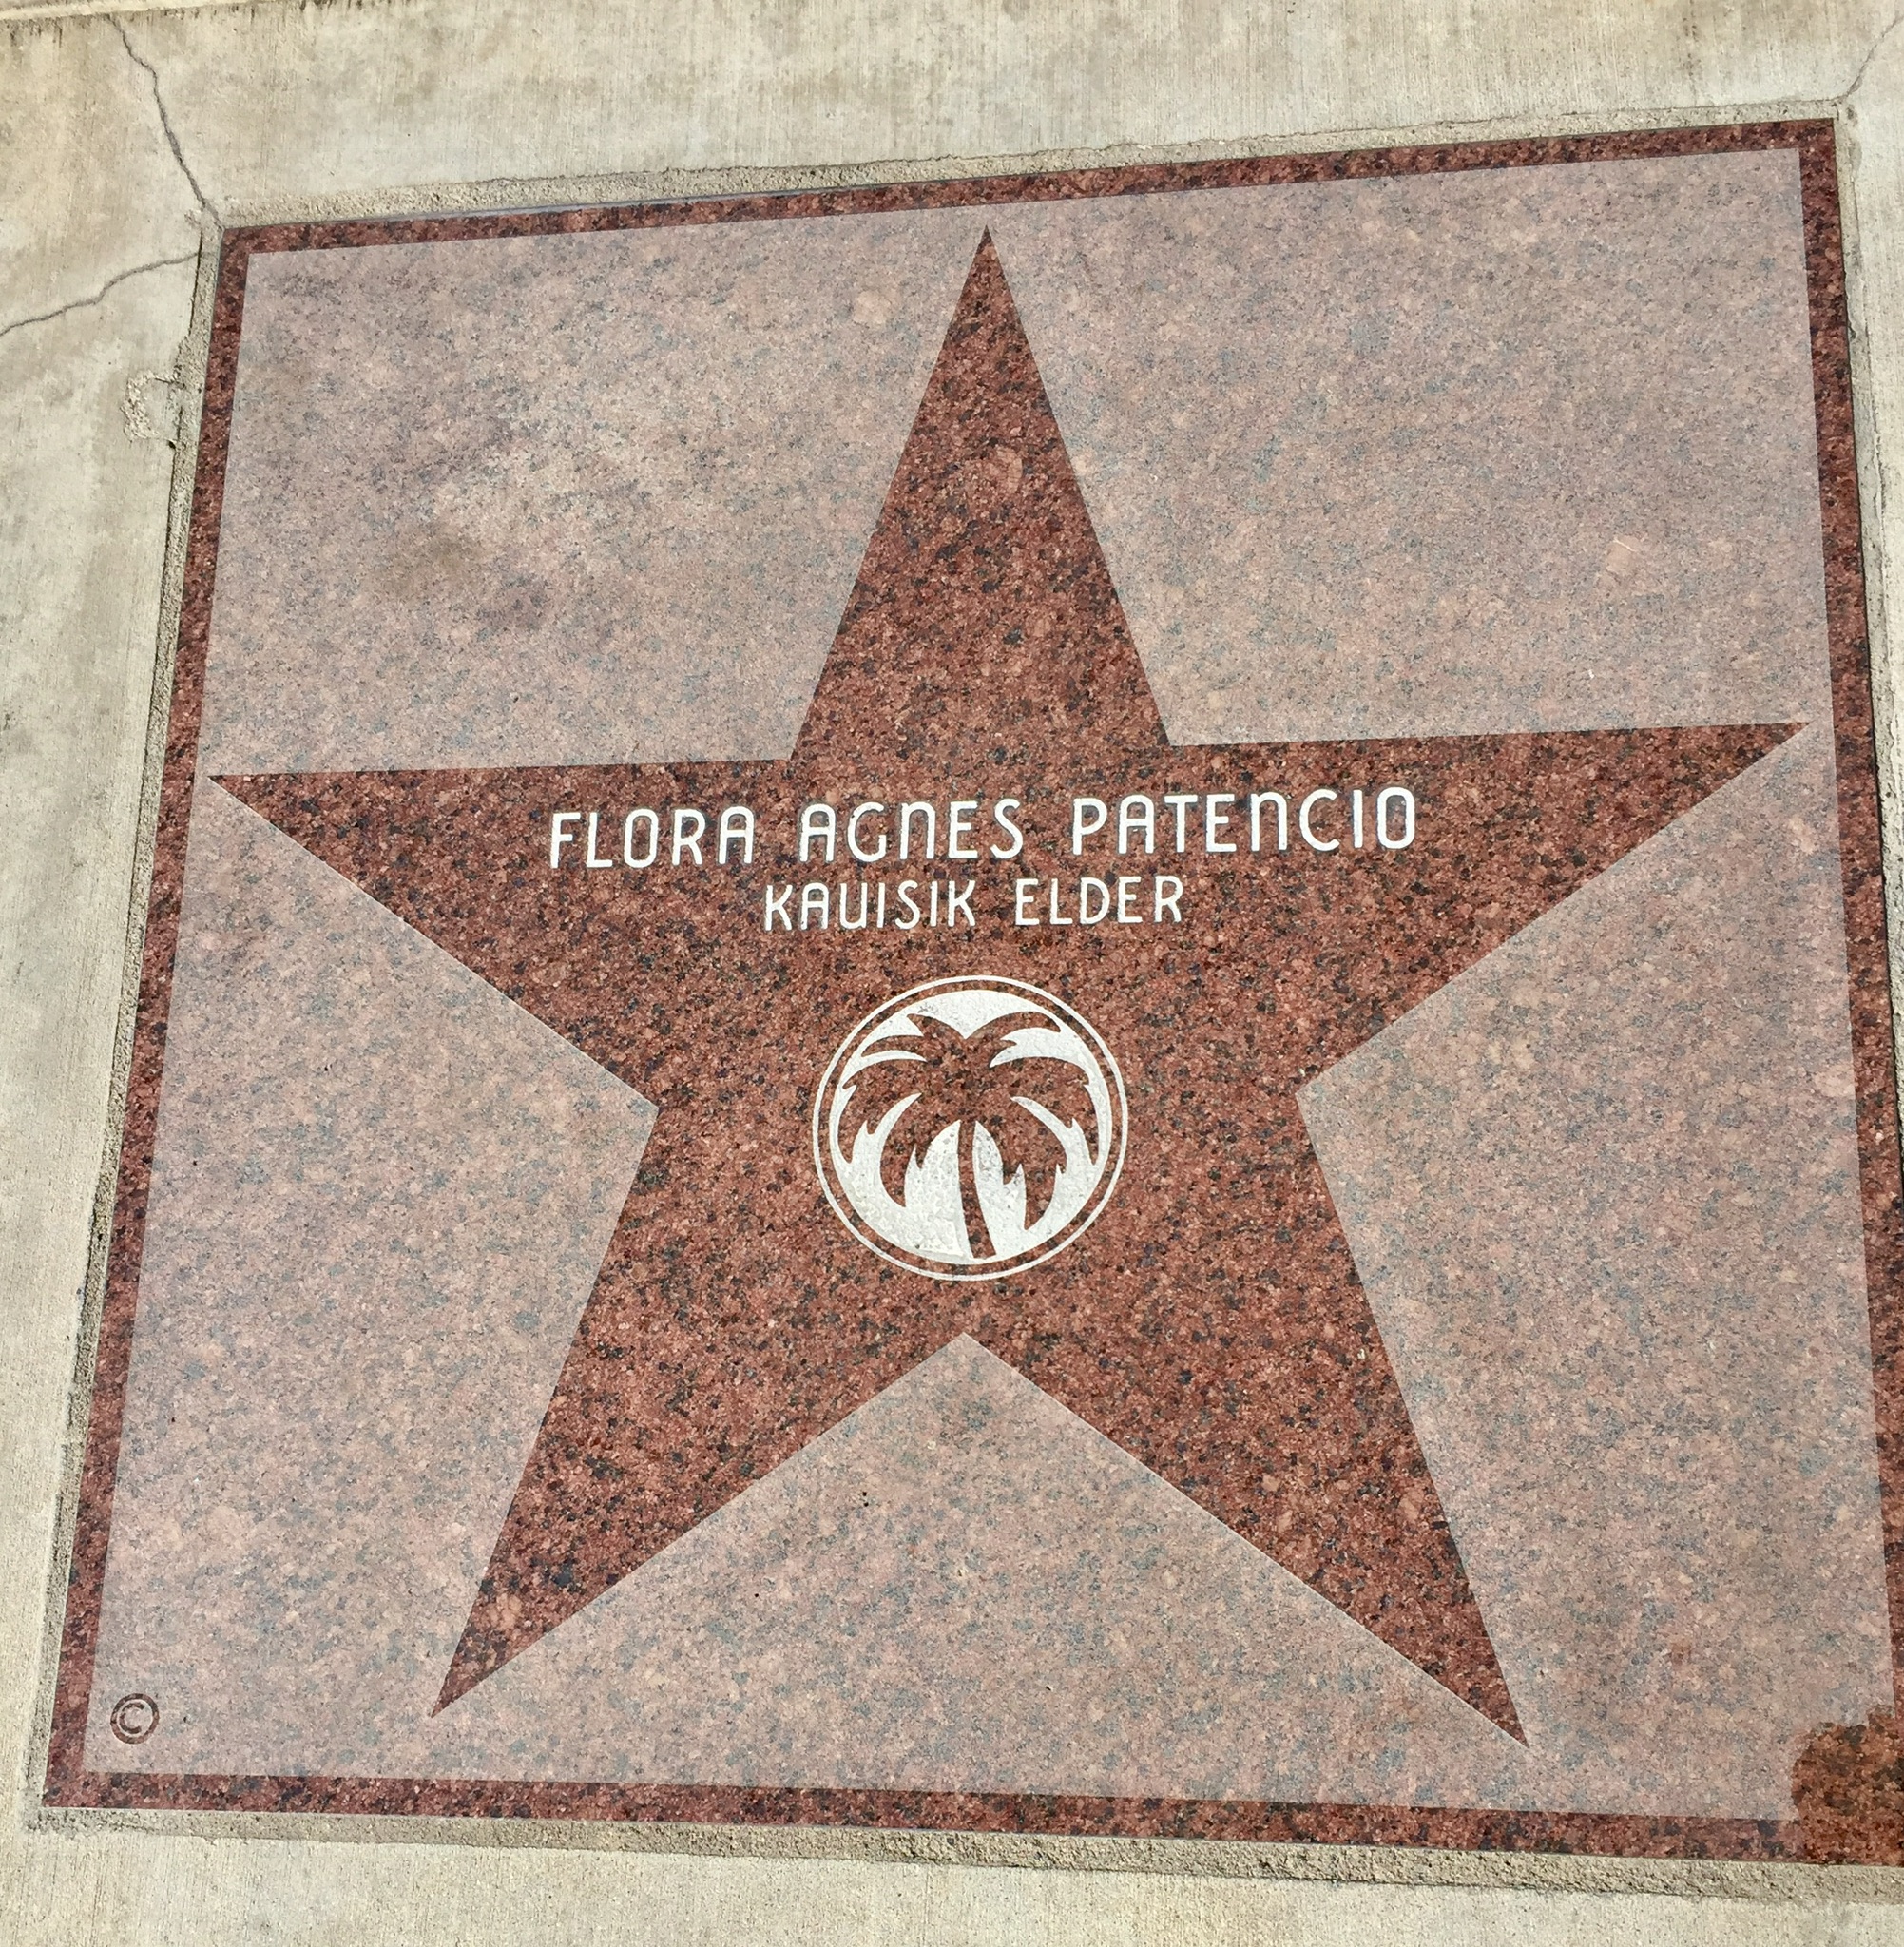 FLORA AGNES PATENCIO
KAUISIK ELDER
©